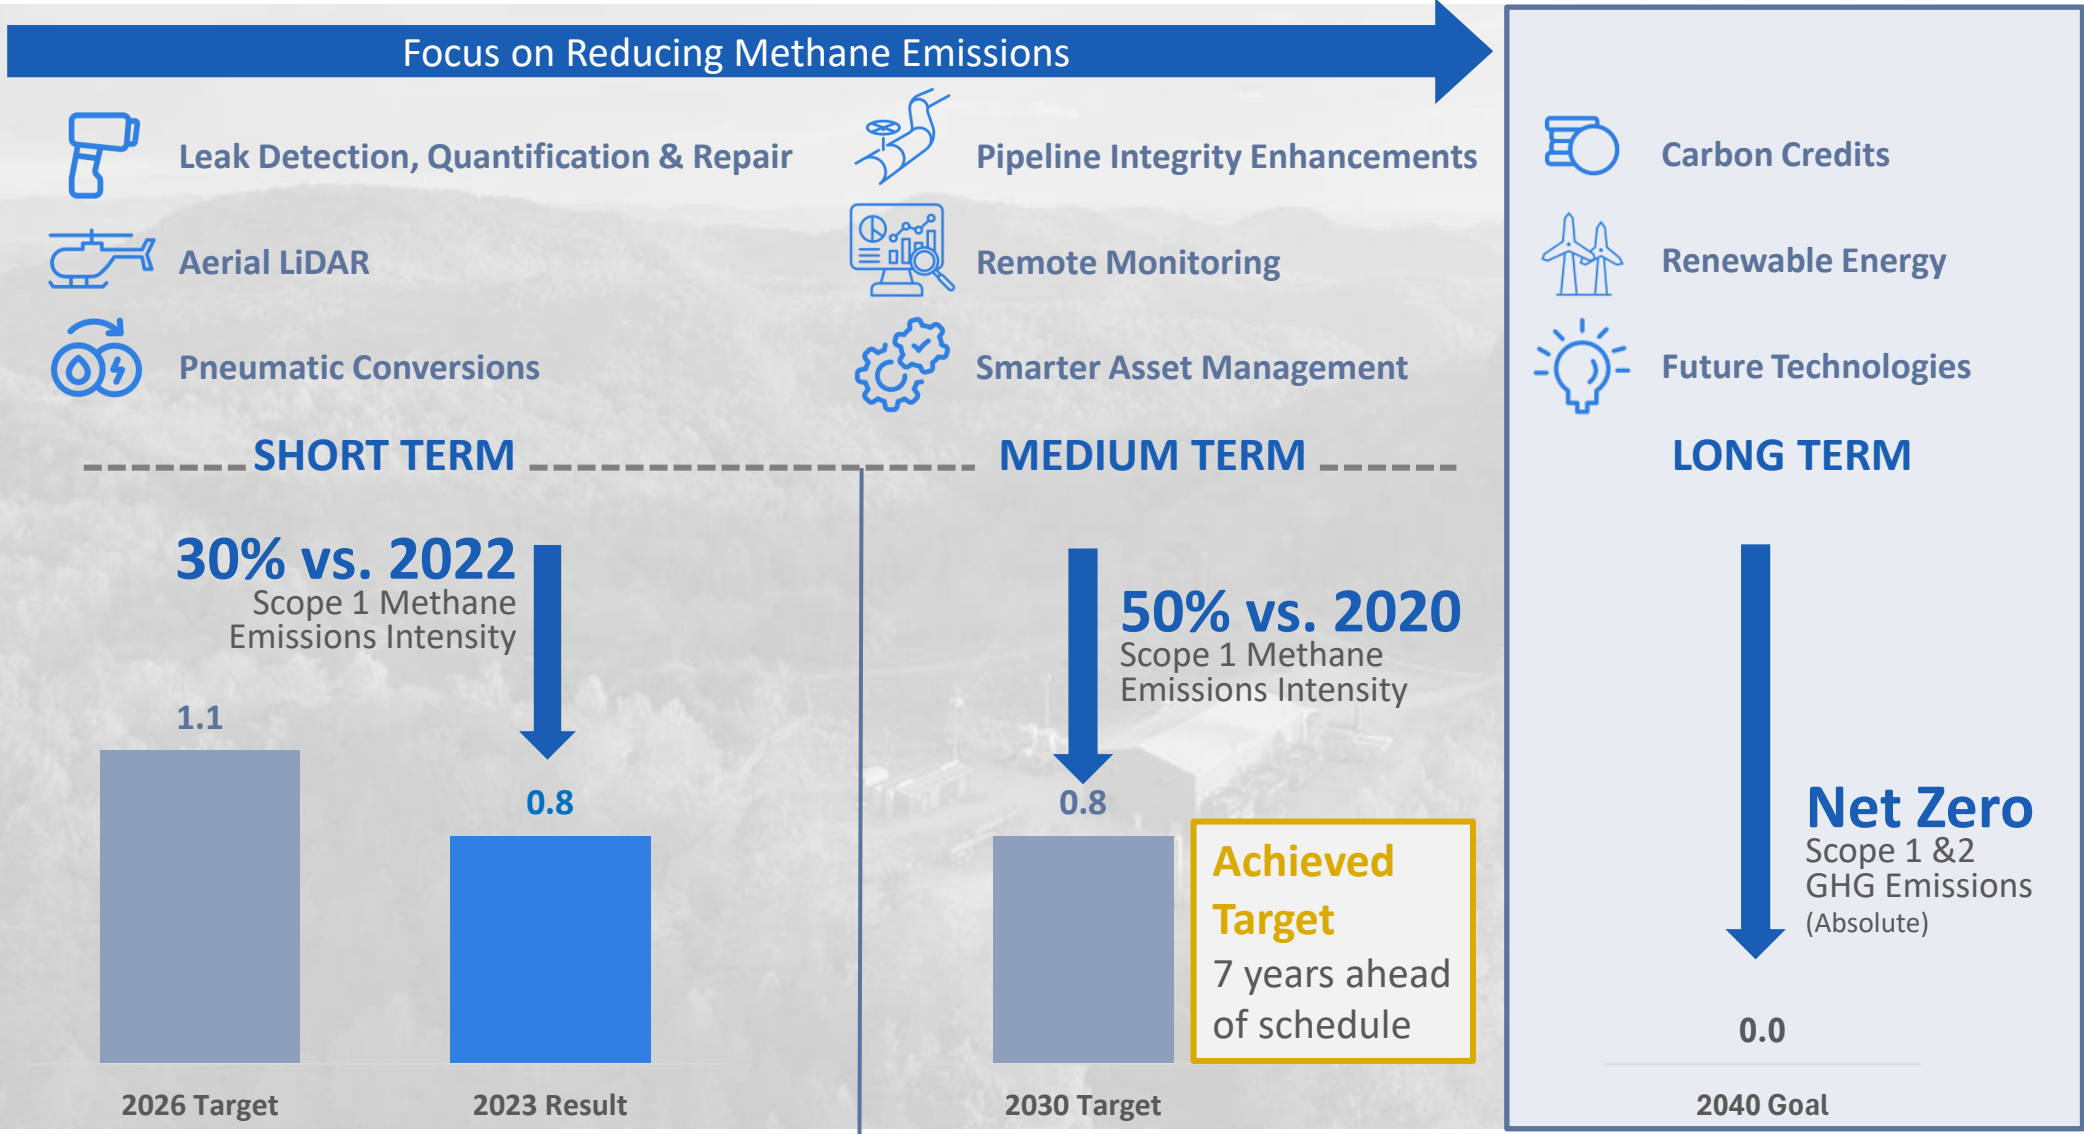 Focus on Reducing Methane Emissions
Leak Detection, Quantification & Repair
Aerial LiDAR
Pneumatic Conversions
Pipeline Integrity Enhancements
Remote Monitoring
Smarter Asset Management
Carbon Credits
Renewable Energy
Future Technologies
SHORT TERM
30% vs. 2022
Scope 1 Methane
Emissions Intensity
1.1
0.8
2026 Target
2023 Result
MEDIUM TERM
50% vs. 2020
Scope 1 Methane
Emissions Intensity
0.8
Achieved
Target
7 years ahead
of schedule
2030 Target
LONG TERM
Net Zero
Scope 1 &2
GHG Emissions
(Absolute)
0.0
2040 Goal